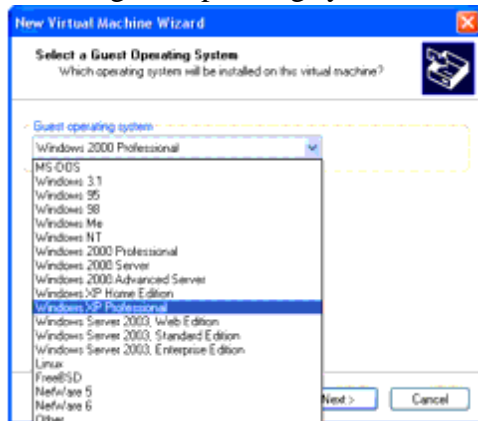 New Virtual Machine Wizard
Select a Guest Operating System
Which operating system will be installed on this virtual machine?
Guest operating system
Windows 2000 Professional
MS-DOS
Windows 3.1
Windows 95
Windows 98
Windows Me
Windows NT
Windows 2000 Professional
Windows 2000 Server
Windows 2000 Advanced Server
Windows XP Home Edition
Windows XP Professional
Windows Server 2003, Web Edition
Windows Server 2003, Standard Edition
Windows Server 2003, Enterprise Edition
Linux
FreeBSD
NetWare 5
NetWare 6
Other
Next >
Cancel